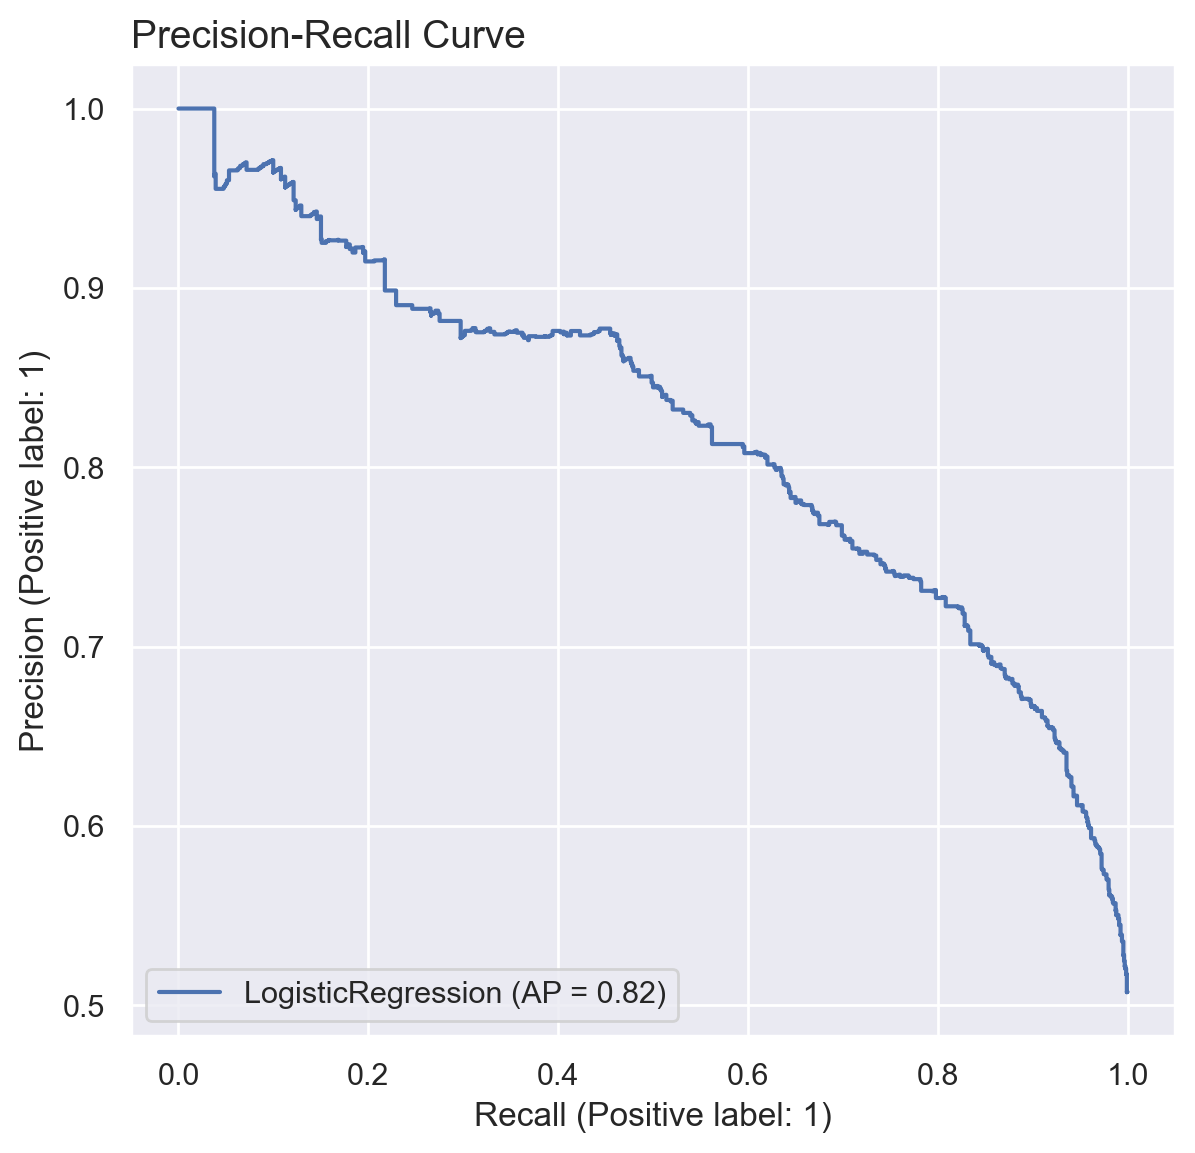 Precision-Recall Curve
1.0
0.9
0.8
0.7
0.6
0.5
Precision (Positive label: 1)
LogisticRegression (AP = 0.82)
0.0 0.2 0.4 0.6 0.8 1.0
Recall (Positive label: 1)